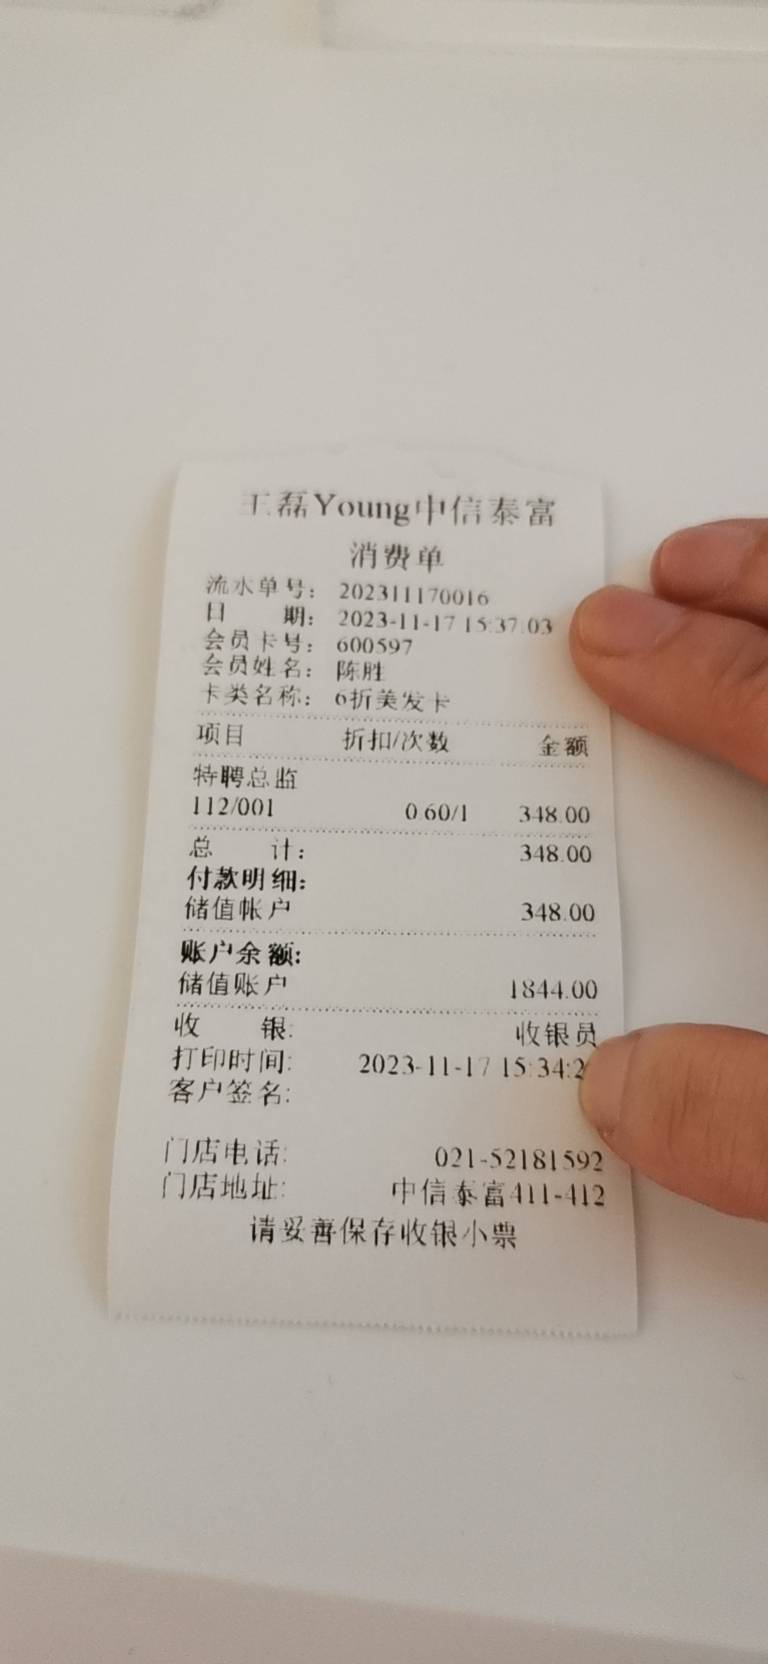 王磊Young中信泰富
消费单
流水单号： 202311170016
日 期： 2023-11-17 15:37:03
会员卡号： 600597
会员姓名： 陈胜
卡类名称： 6折美发卡
项目 折扣/次数 金额
特聘总监
112/001 0.60/1 348.00
总 计： 348.00
付款明细:
储值帐户 348.00
账户余额:
储值账户 1844.00
收 银: 收银员
打印时间: 2023-11-17 15:34:2
客户签名:
门店电话: 021-52181592
门店地址: 中信泰富411-412
请妥善保存收银小票